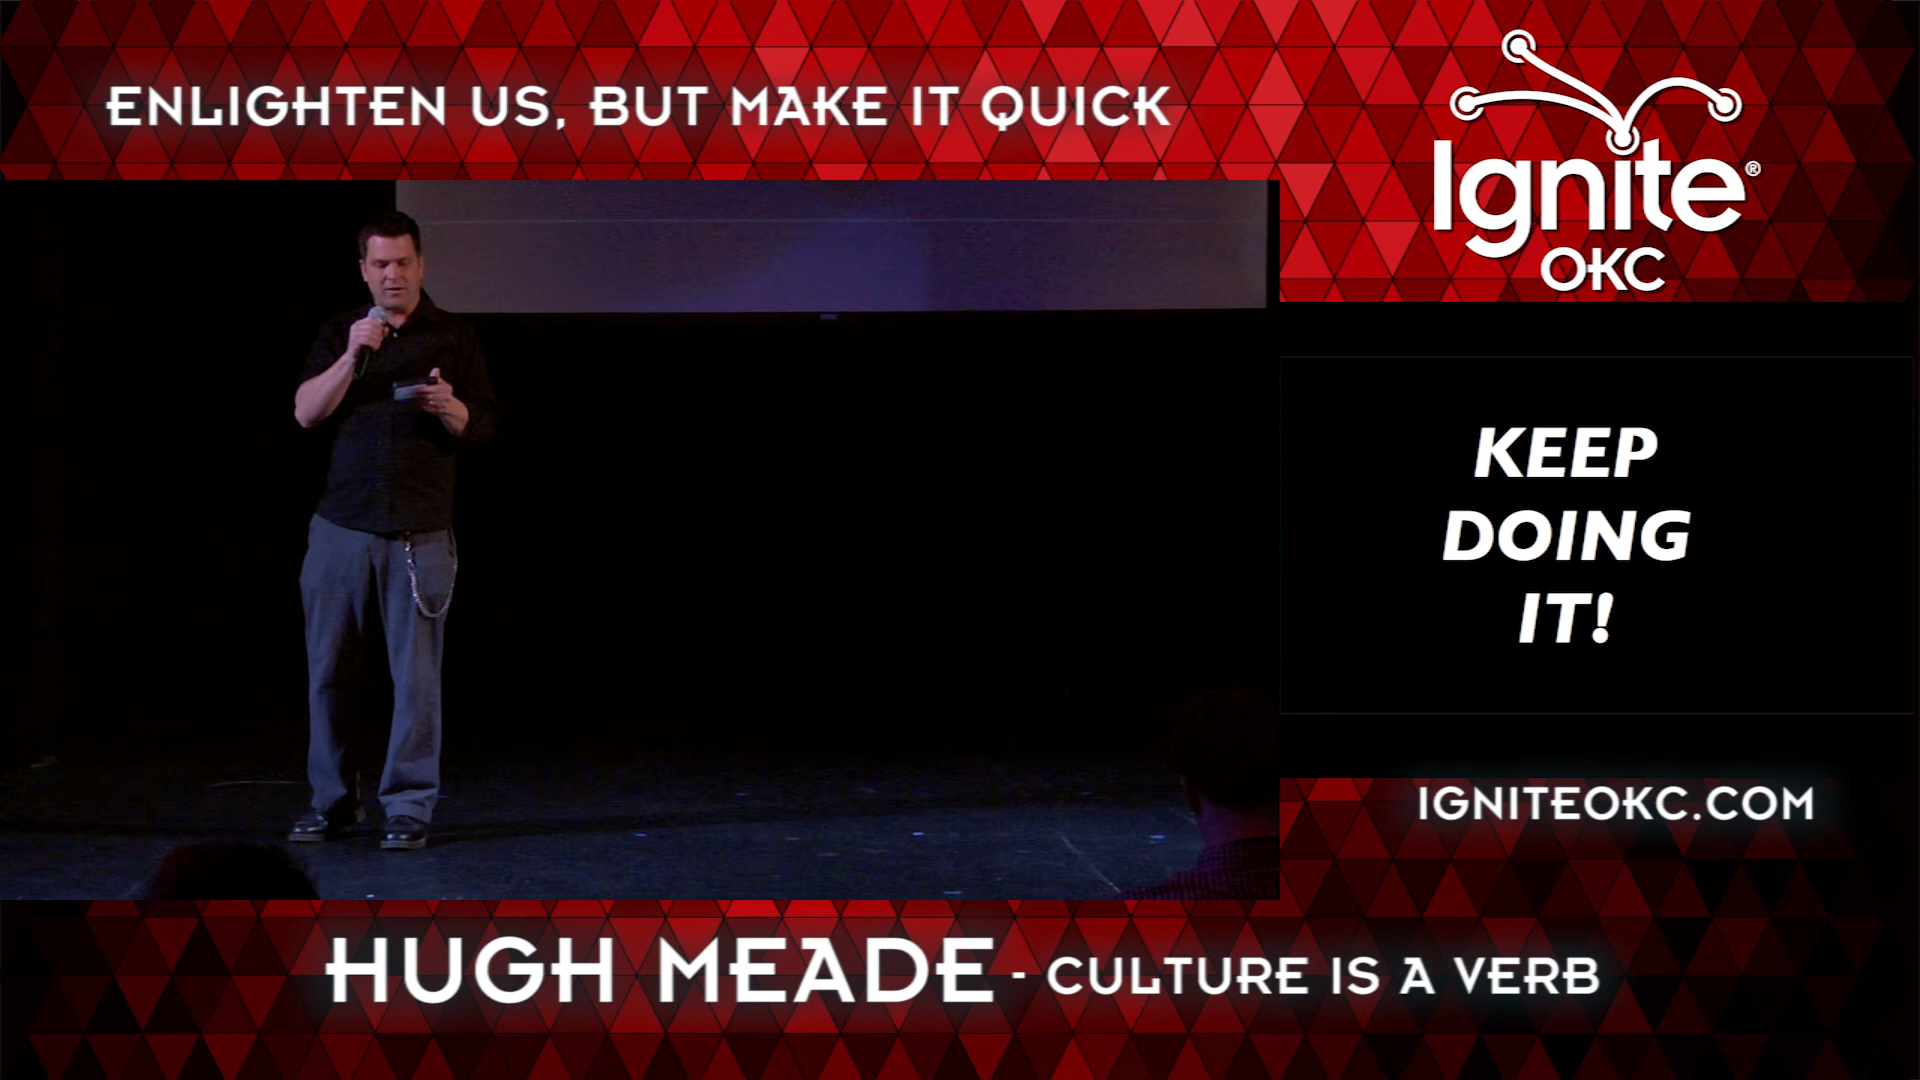 ENLIGHTEN US, BUT MAKE IT QUICK
Ignite®
OKC
KEEP
DOING
IT!
IGNITEOKC.COM
HUGH MEADE - CULTURE IS A VERB